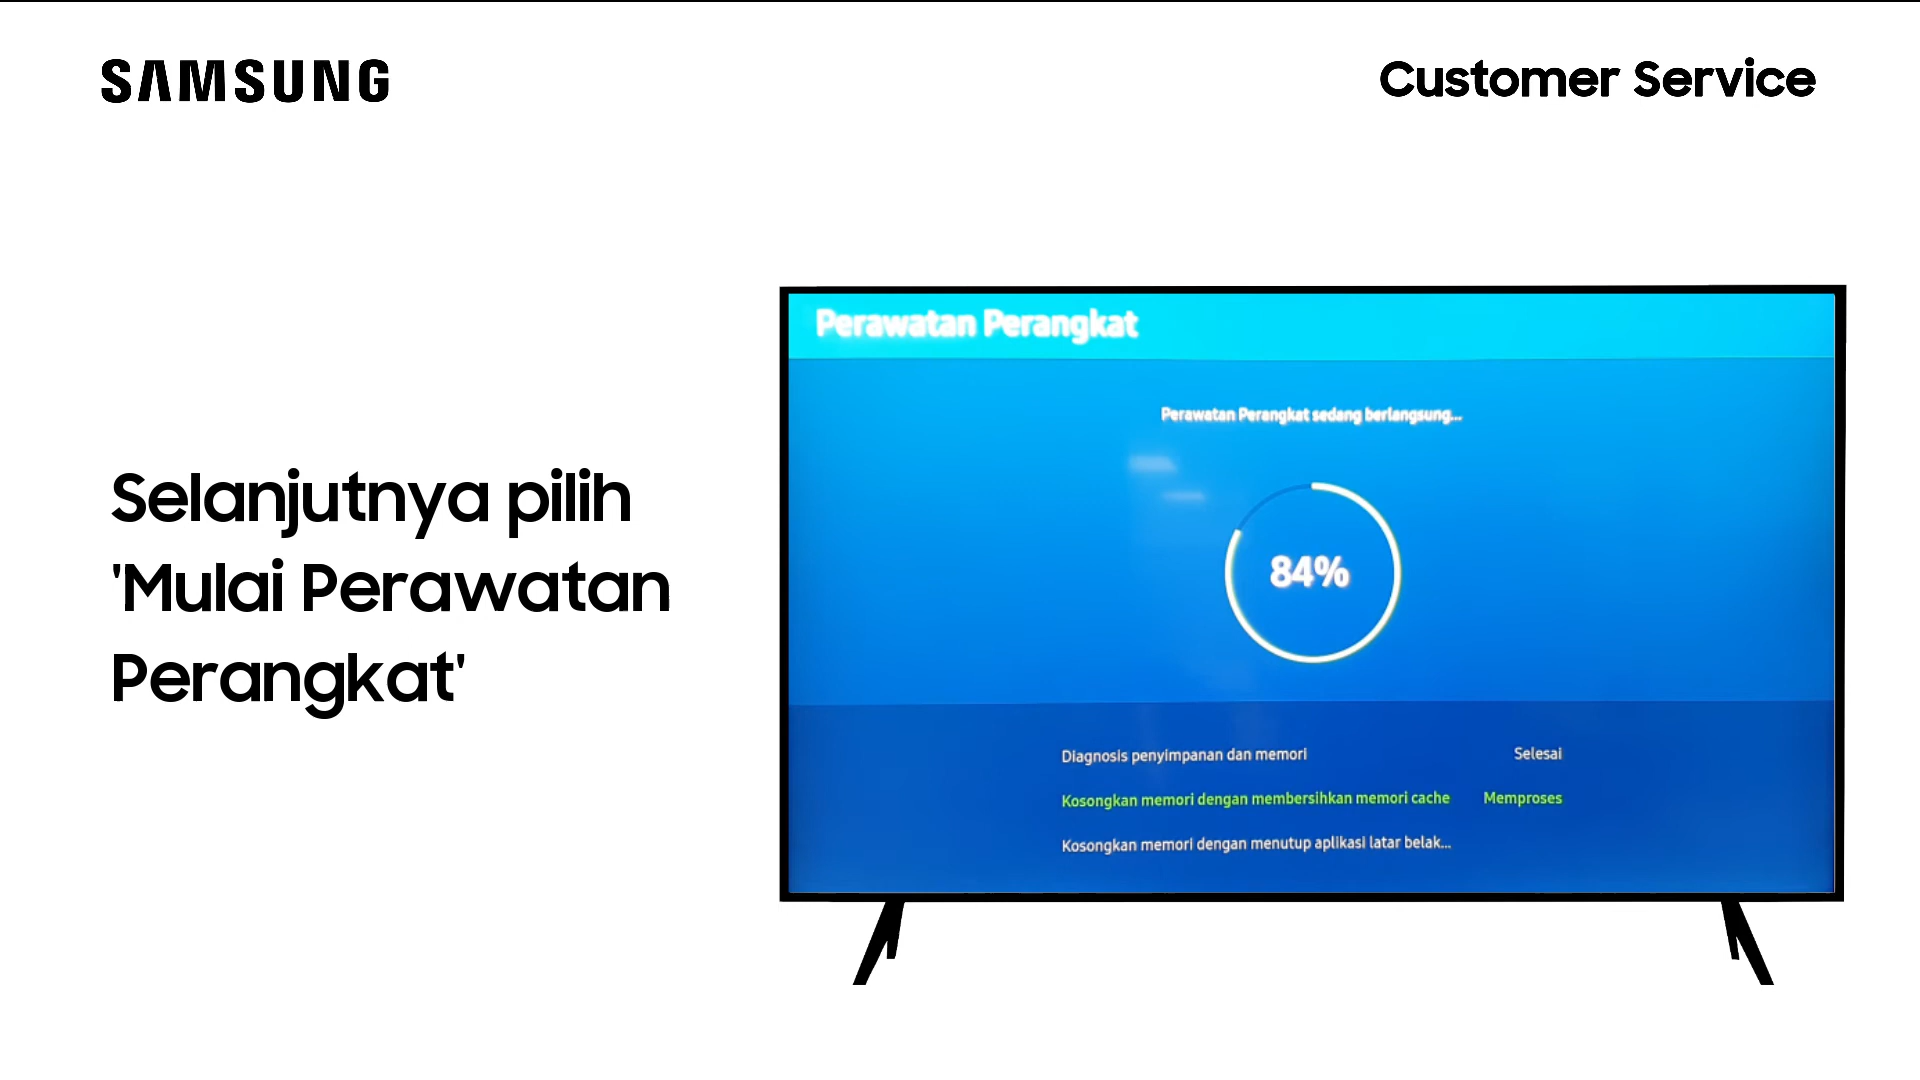 SAMSUNG
Customer Service
Selanjutnya pilih
'Mulai Perawatan
Perangkat'
Perawatan Perangkat
Perawatan Perangkat sedang berlangsung...
84%
Diagnosis penyimpanan dan memori Selesai
Kosongkan memori dengan membersihkan memori cache Memproses
Kosongkan memori dengan menutup aplikasi latar belak...